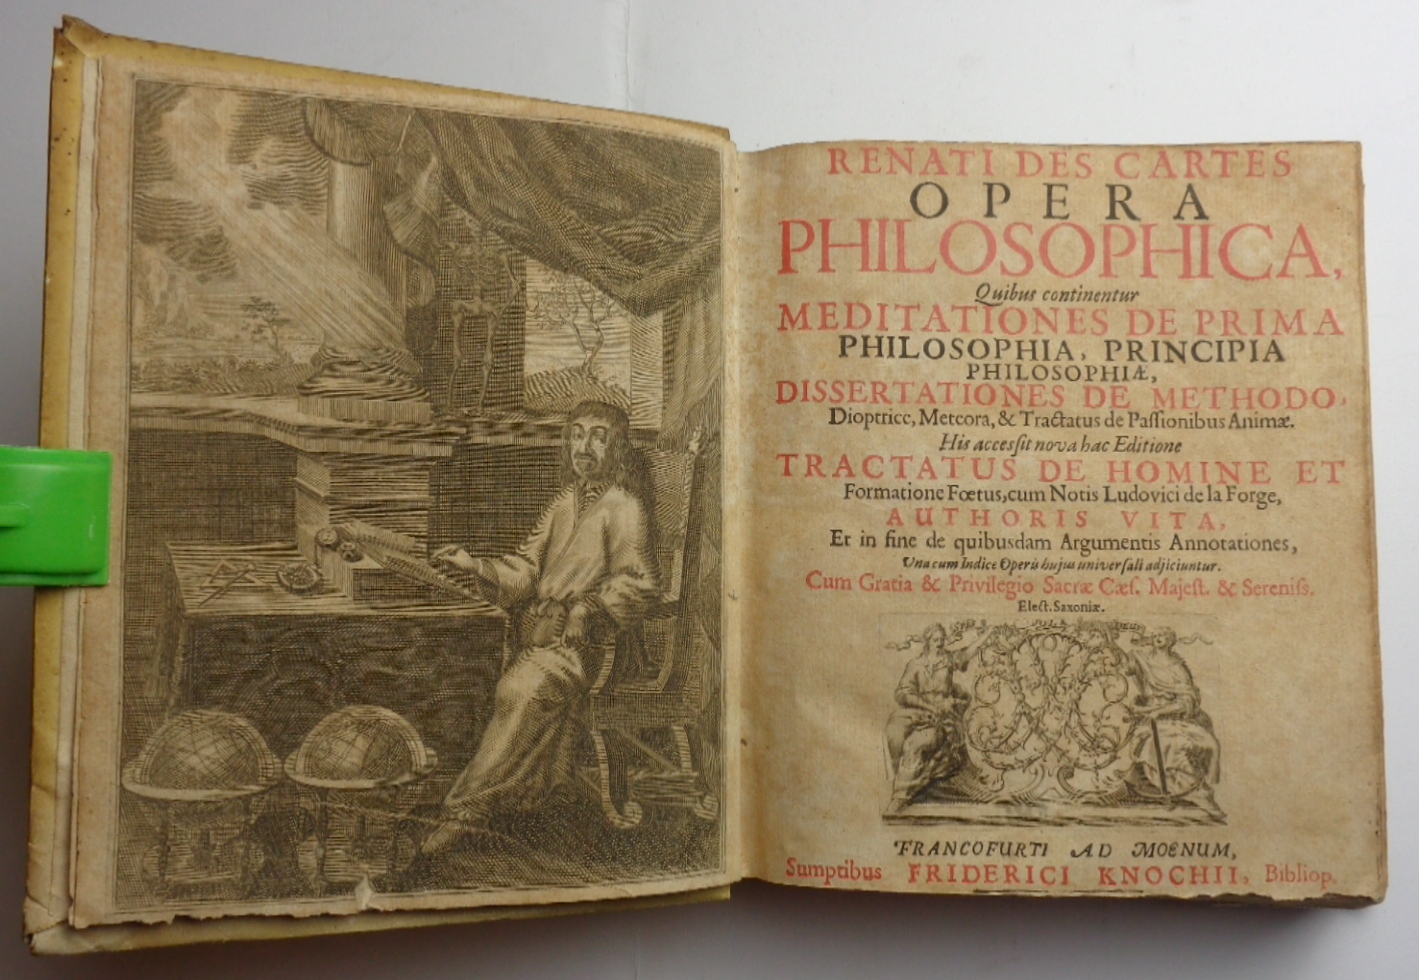 RENATI DES CARTES
OPERA
PHILOSOPHICA,
Quibus continentur
MEDITATIONES DE PRIMA
PHILOSOPHIA, PRINCIPIA
PHILOSOPHIÆ,
DISSERTATIONES DE METHODO,
Dioptrice, Meteora, & Tractatus de Paſſionibus Animæ.
His accesſit nova hac Editione
TRACTATUS DE HOMINE ET
Formatione Fœtus, cum Notis Ludovici de la Forge,
AUTHORIS VITA,
Et in fine de quibusdam Argumentis Annotationes,
Una cum Indice Operis hujus univerſali adjiciuntur.
Cum Gratia & Privilegio Sacræ Cæſ. Majeſt. & Sereniſs.
Elect. Saxoniæ.
FRANCOFURTI AD MOENUM,
Sumptibus FRIDERICI KNOCHII, Bibliop.